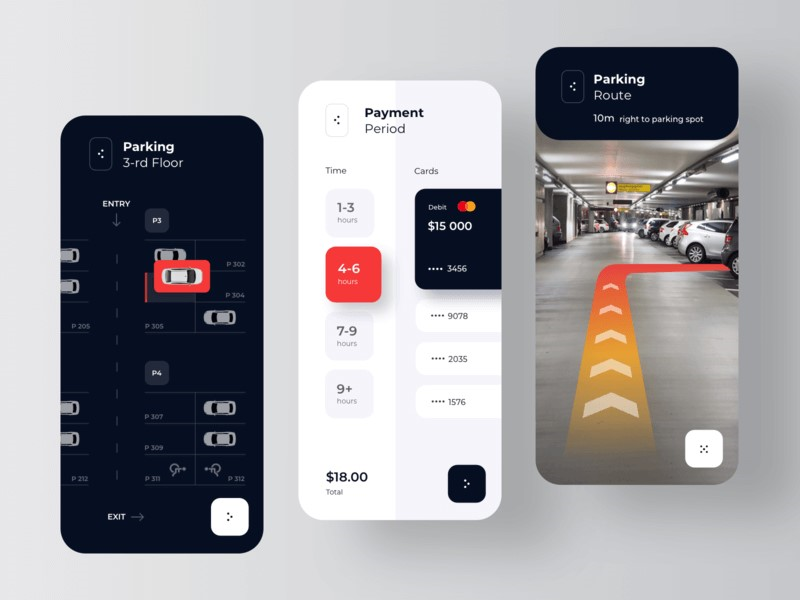 Parking
3-rd Floor
ENTRY
P3
P 302
P 304
P 205
P 305
P4
P 307
P 309
P 212
P 311
P 312
EXIT
Payment
Period
Time
Cards
1-3
hours
4-6
hours
7-9
hours
9+
hours
Debit
$15 000
•••• 3456
•••• 9078
•••• 2035
•••• 1576
$18.00
Total
Parking
Route
10m right to parking spot